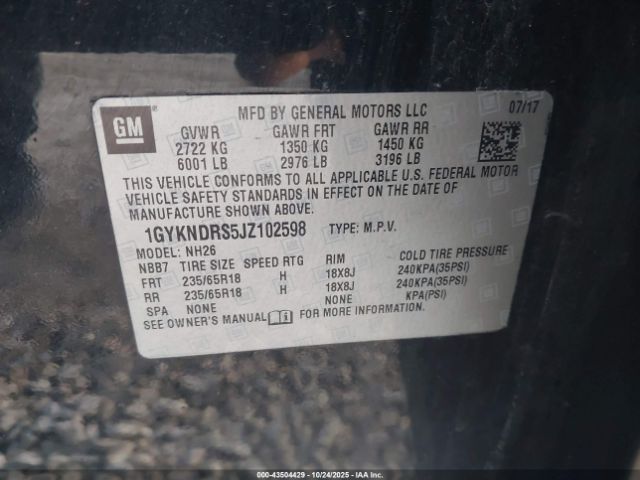 GM
MFD BY GENERAL MOTORS LLC 07/17
GVWR GAWR FRT GAWR RR
2722 KG 1350 KG 1450 KG
6001 LB 2976 LB 3196 LB
THIS VEHICLE CONFORMS TO ALL APPLICABLE U.S. FEDERAL MOTOR
VEHICLE SAFETY STANDARDS IN EFFECT ON THE DATE OF
MANUFACTURE SHOWN ABOVE.
1GYKNDRS5JZ102598 TYPE: M.P.V.
MODEL: NH26
NBB7 TIRE SIZE SPEED RTG RIM COLD TIRE PRESSURE
FRT 235/65R18 H 18X8J 240KPA(35PSI)
RR 235/65R18 H 18X8J 240KPA(35PSI)
SPA NONE NONE KPA(PSI)
SEE OWNER'S MANUAL FOR MORE INFORMATION.
000-43504429 - 10/24/2025 - IAAI.com